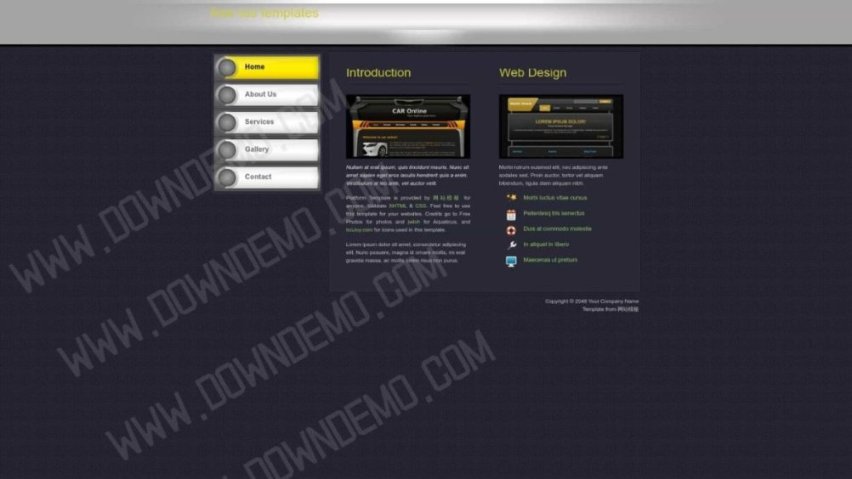 free css templates
Home
About Us
Services
Gallery
Contact
Introduction
CAR Online
Nullam at erat ipsum, quis tincidunt mauris. Nunc sit
amet sapien eget eros iaculis hendrerit quis a enim.
Vestibulum at leo ante, vel auctor velit.
Platform Template is provided by 网站模板 for
anyone. Validate XHTML & CSS. Feel free to use
this template for your websites. Credits go to Free
Photos for photos and for Aquaticus, and
for icons used in this template.
Lorem ipsum dolor sit amet, consectetur adipiscing
elit. Nunc posuere, magna id ornare mollis, mi erat
gravida massa, ac mollis lorem risus non purus.
Web Design
LOREM IPSUM DOLOR!
Morbi rutrum euismod elit, nec adipiscing ante
sodales sed. Proin auctor, tortor vel aliquam
bibendum, ligula diam aliquam nibh.
Morbi luctus vitae cursus
Pellentesq bis senectus
Duis at commodo molestie
In aliquet in libero
Maecenas ut pretium
Copyright © 2048 Your Company Name
Template from 网站模板
WWW.DOWNDEMO.COM
WWW.DOWNDEMO.COM
WWW.DOWNDEMO.COM
DOWNDEMO.COM